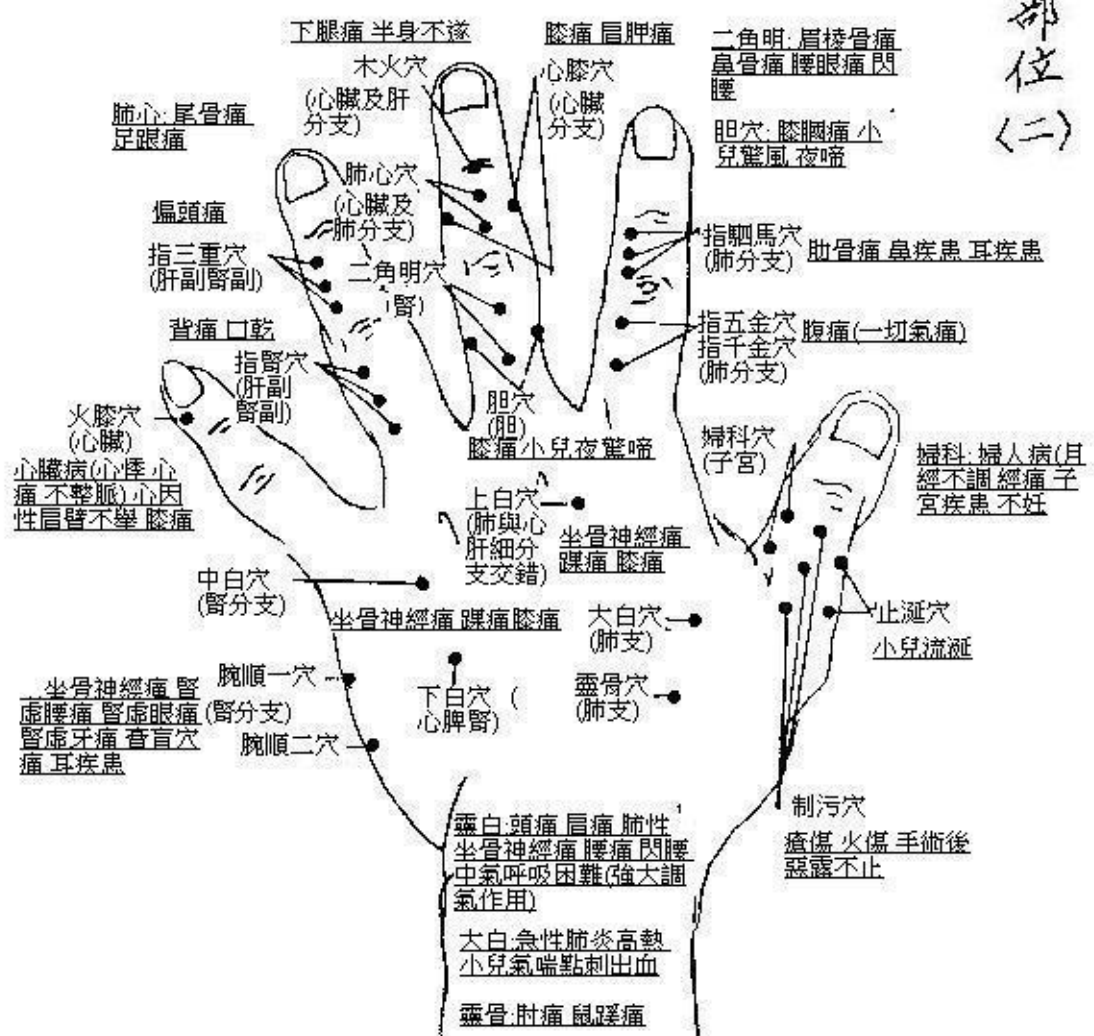 部
位
〈二〉
下腿痛 半身不遂
膝痛 肩胛痛
二角明: 眉棱骨痛
鼻骨痛 腰眼痛 閃
腰
木火穴
(心臟及肝
分支)
心膝穴
(心臟
分支)
肺心: 尾骨痛
足跟痛
胆穴: 膝膕痛 小
兒驚風 夜啼
肺心穴
(心臟及
肺分支)
偏頭痛
指三重穴
(肝副腎副)
二角明穴
(腎)
指駟馬穴
(肺分支)
肋骨痛 鼻疾患 耳疾患
背痛 口乾
指腎穴
(肝副
腎副)
指五金穴
指千金穴
(肺分支)
腹痛(一切氣痛)
火膝穴
(心臟)
心臟病(心悸 心
痛 不整脈) 心因
性肩臂不舉 膝痛
胆穴
(胆)
膝痛小兒夜驚啼
婦科穴
(子宮)
婦科: 婦人病(月
經不調 經痛 子
宮疾患 不妊
上白穴
(肺與心
肝細分
支交錯)
坐骨神經痛
踝痛 膝痛
中白穴
(腎分支)
坐骨神經痛 踝痛膝痛
大白穴
(肺支)
止涎穴
小兒流涎
腕順一穴
(腎分支)
坐骨神經痛 腎
虛腰痛 腎虛眼痛
腎虛牙痛 膏肓穴
痛 耳疾患
下白穴 (
心脾腎)
靈骨穴
(肺支)
腕順二穴
制污穴
瘡傷 火傷 手術後
惡露不止
靈白:頭痛 肩痛 肺性
坐骨神經痛 腰痛 閃腰
中氣呼吸困難(強大調
氣作用)
大白:急性肺炎高熱
小兒氣喘點刺出血
靈骨:肘痛 鼠蹊痛